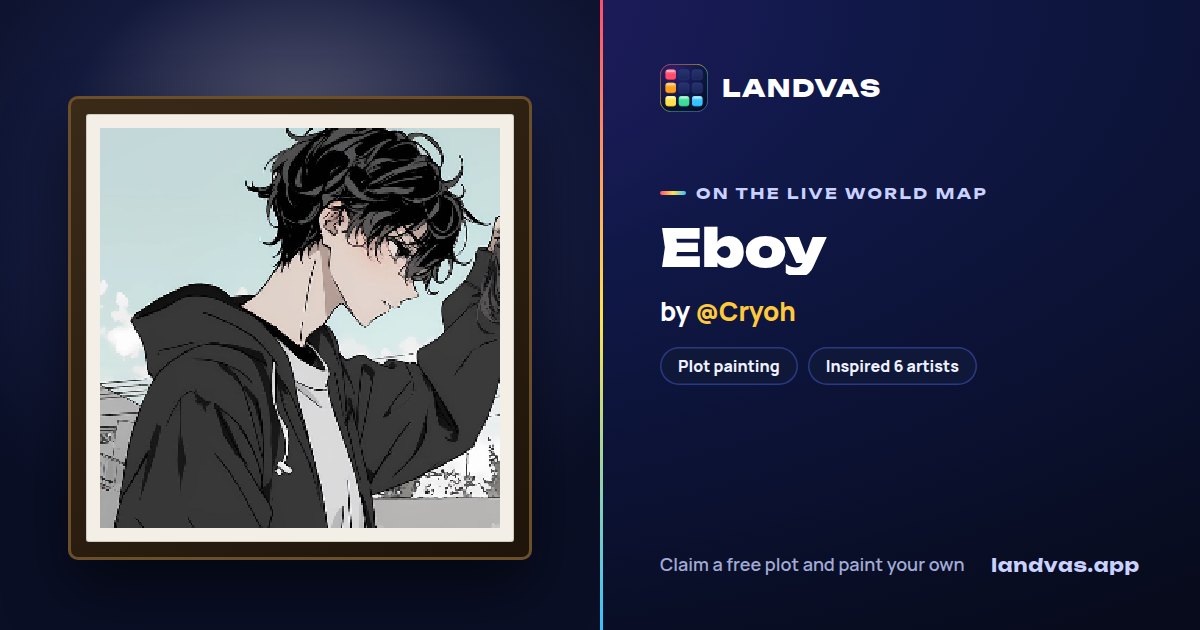 LANDVAS
ON THE LIVE WORLD MAP
Eboy
by @Cryoh
Plot painting
Inspired 6 artists
Claim a free plot and paint your own
landvas.app